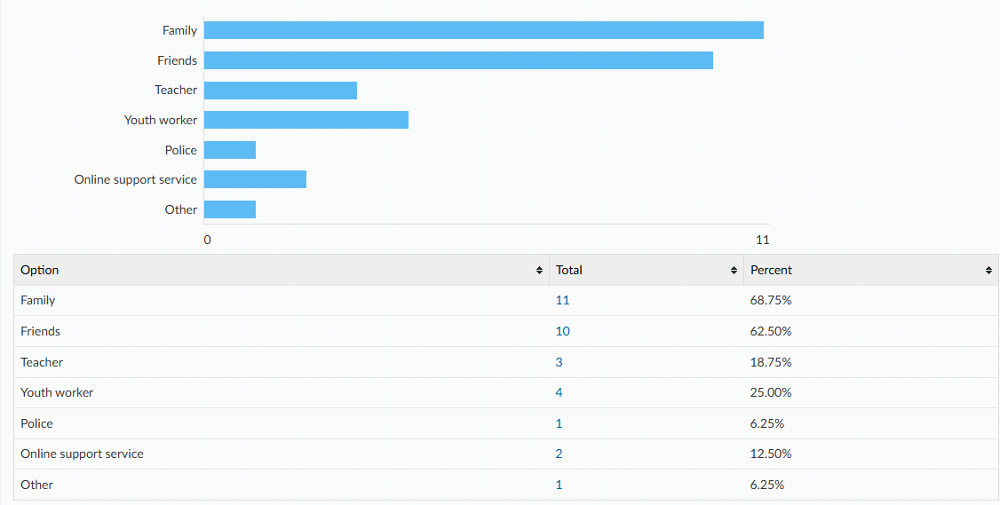 Family
Friends
Teacher
Youth worker
Police
Online support service
Other
0 11
Option Total Percent
Family 11 68.75%
Friends 10 62.50%
Teacher 3 18.75%
Youth worker 4 25.00%
Police 1 6.25%
Online support service 2 12.50%
Other 1 6.25%